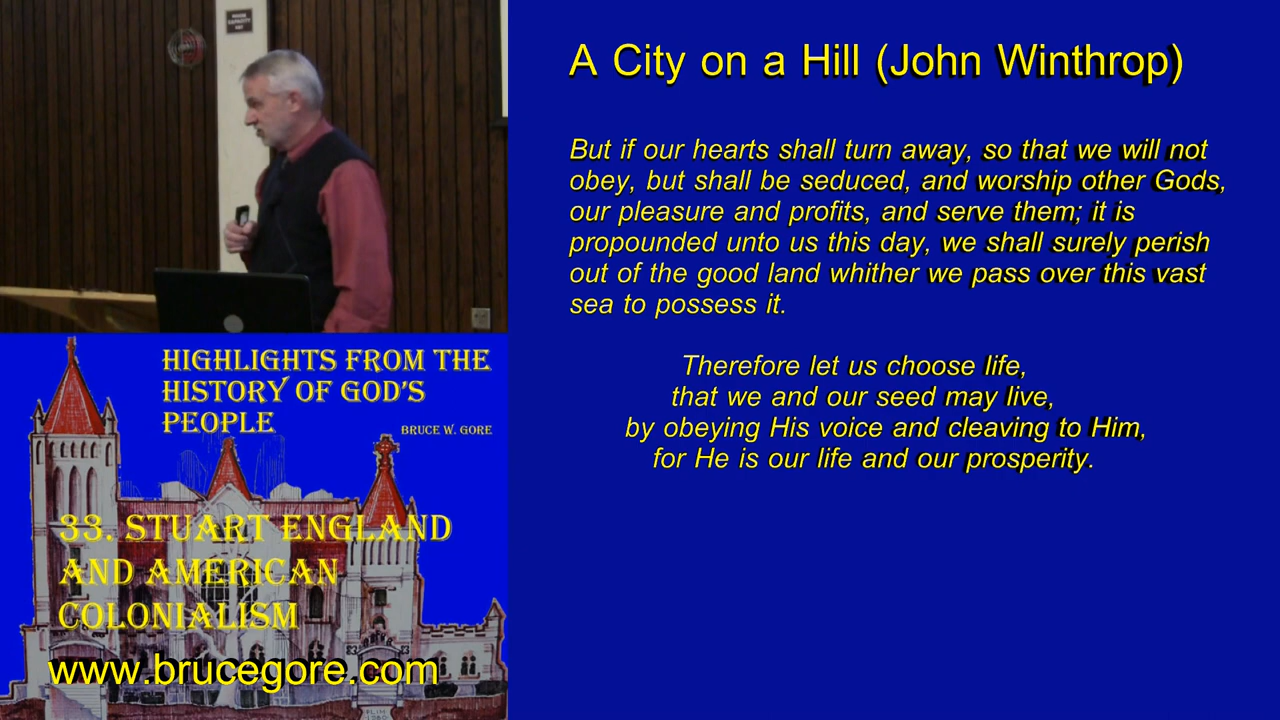 A City on a Hill (John Winthrop)
But if our hearts shall turn away, so that we will not
obey, but shall be seduced, and worship other Gods,
our pleasure and profits, and serve them; it is
propounded unto us this day, we shall surely perish
out of the good land whither we pass over this vast
sea to possess it.
Therefore let us choose life,
that we and our seed may live,
by obeying His voice and cleaving to Him,
for He is our life and our prosperity.
HIGHLIGHTS FROM THE
HISTORY OF GOD'S
PEOPLE
BRUCE W. GORE
33. STUART ENGLAND
AND AMERICAN
COLONIALISM
www.brucegore.com